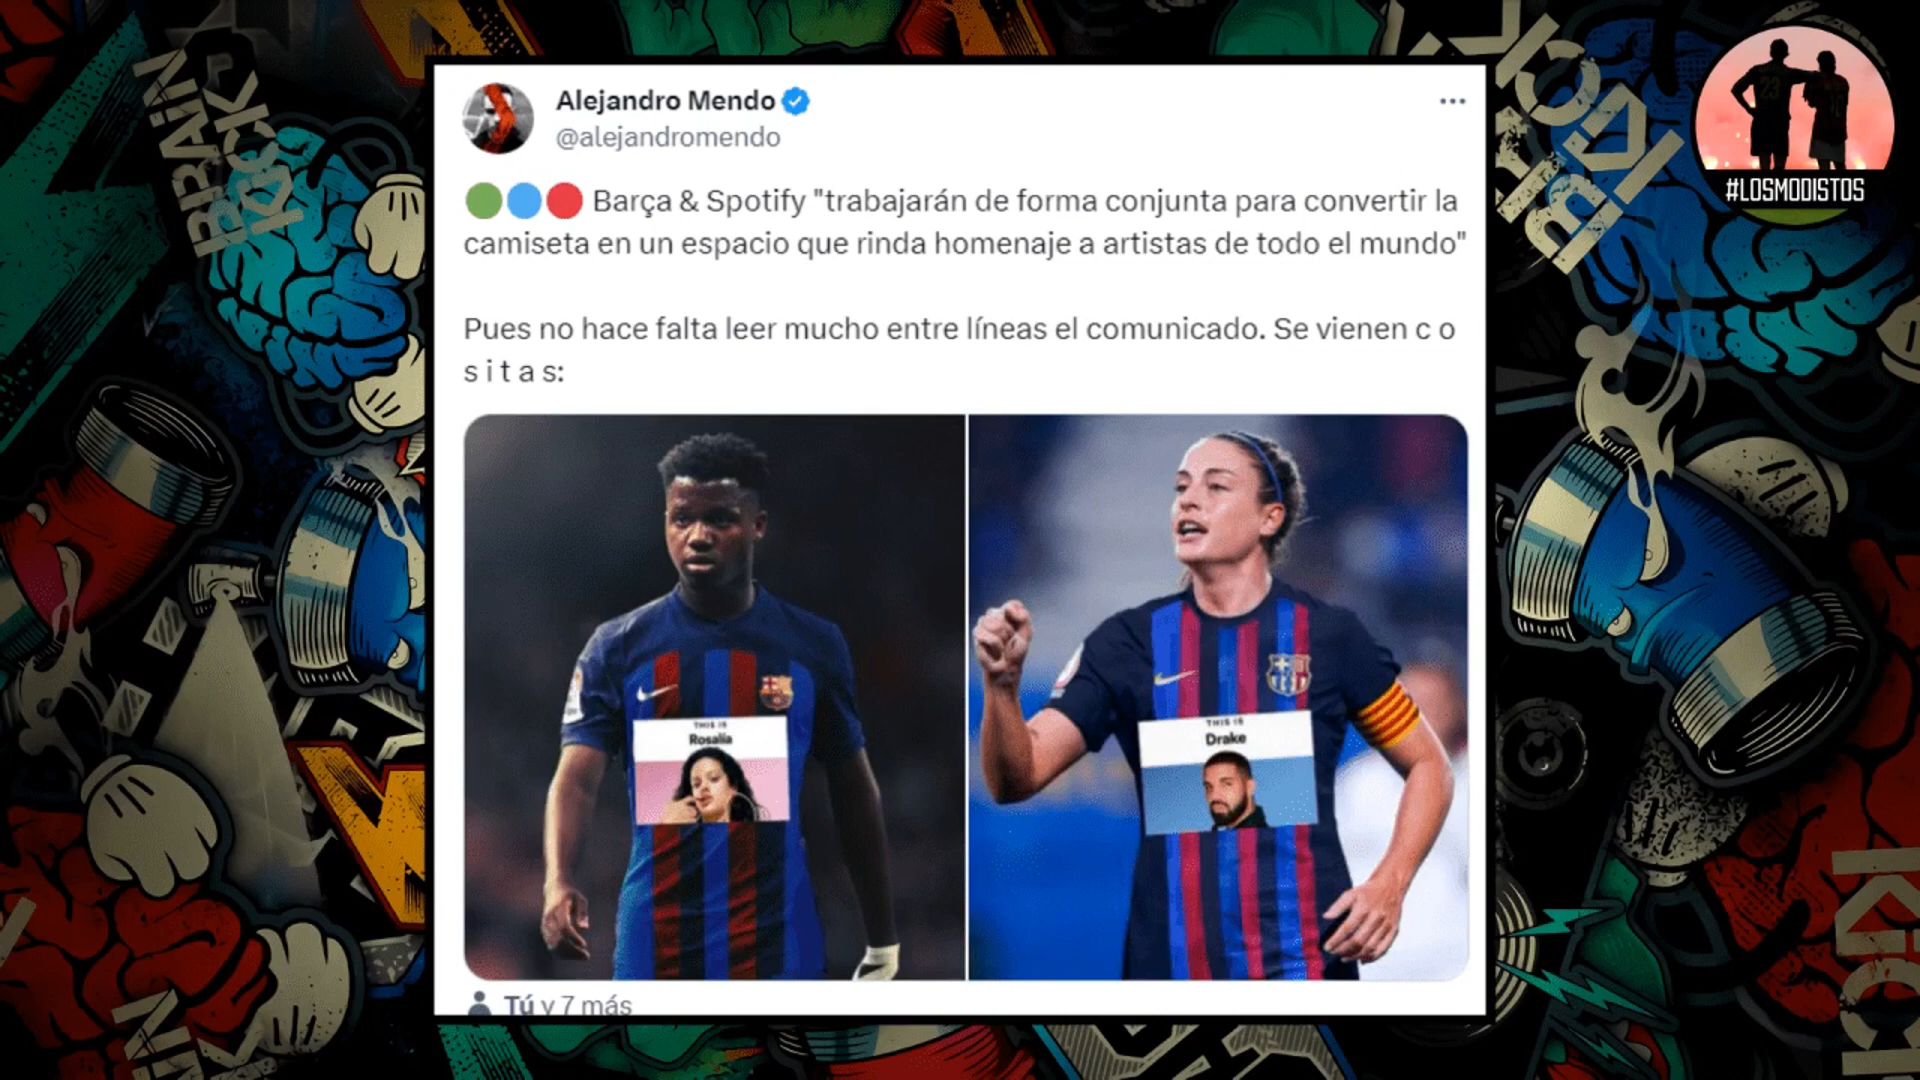 BRAIN
KICK
Alejandro Mendo
@alejandromendo
#LOSMODISTOS
Barça & Spotify "trabajarán de forma conjunta para convertir la
camiseta en un espacio que rinda homenaje a artistas de todo el mundo"
Pues no hace falta leer mucho entre líneas el comunicado. Se vienen c o
s i t a s:
THIS IS
Rosalía
THIS IS
Drake
Tú y 7 más